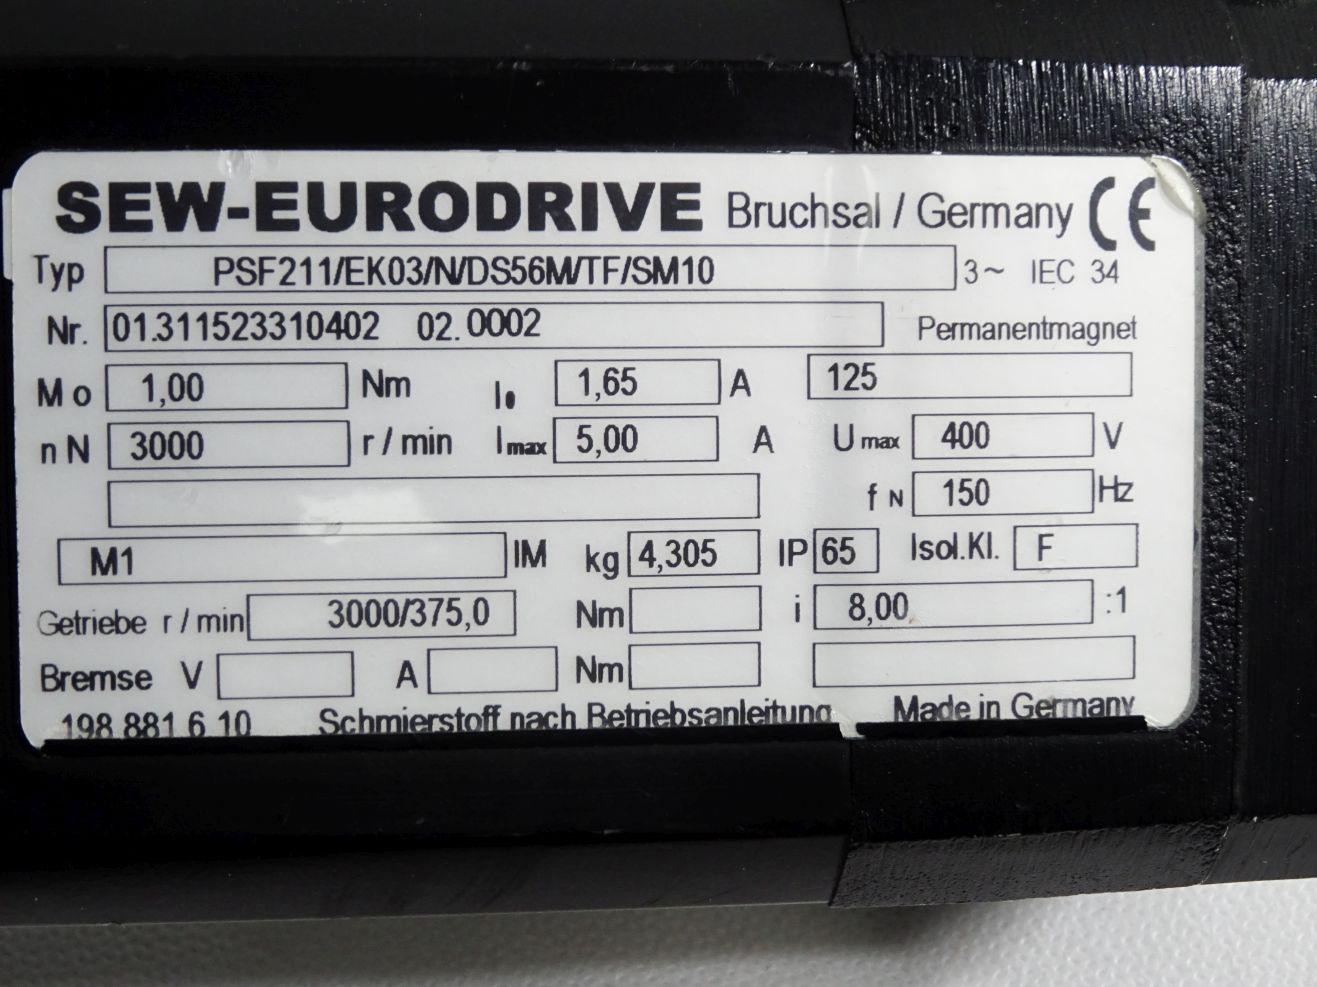 SEW-EURODRIVE Bruchsal / Germany CE
Typ PSF211/EK03/N/DS56M/TF/SM10 3~ IEC 34
Nr. 01.311523310402 02.0002 Permanentmagnet
Mo 1,00 Nm I0 1,65 A 125
nN 3000 r/min Imax 5,00 A Umax 400 V
fN 150 Hz
M1 IM kg 4,305 IP 65 Isol.Kl. F
Getriebe r/min 3000/375,0 Nm i 8,00 :1
Bremse V A Nm
198 881 6 10 Schmierstoff nach Betriebsanleitung Made in Germany